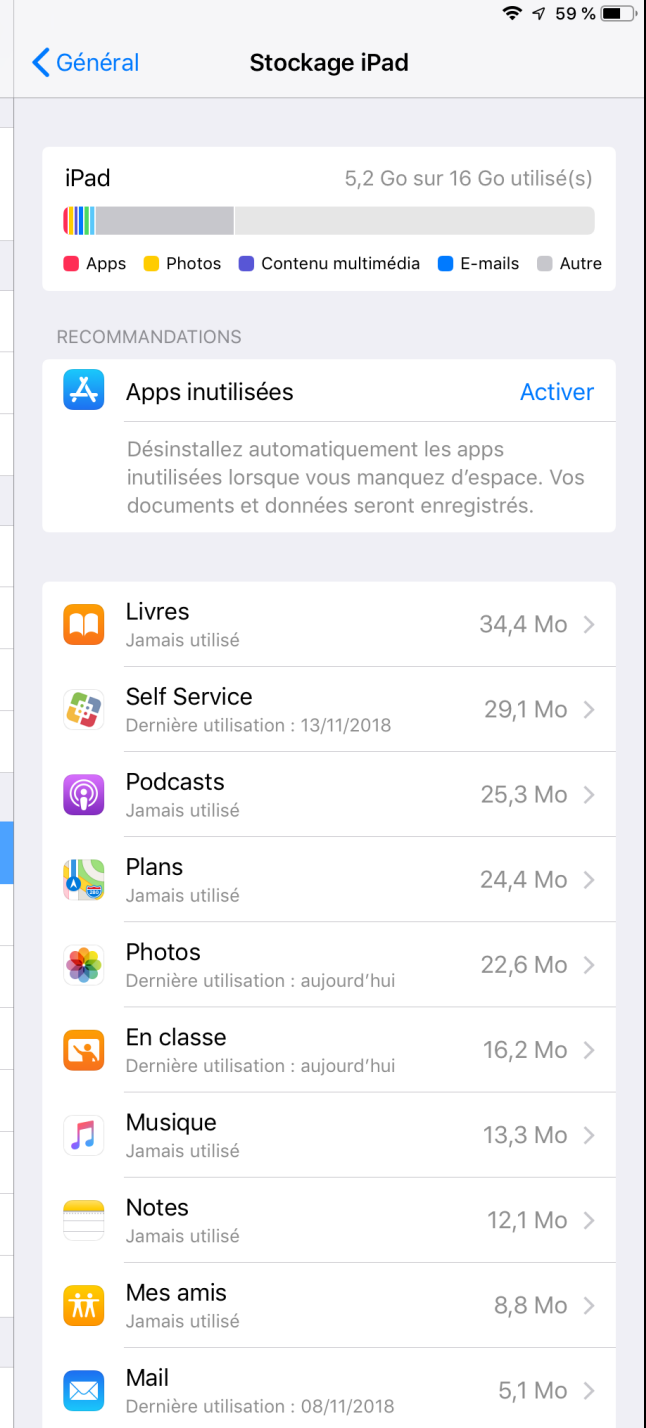 59 %
Général
Stockage iPad
iPad
5,2 Go sur 16 Go utilisé(s)
Apps Photos Contenu multimédia E-mails Autre
RECOMMANDATIONS
Apps inutilisées
Activer
Désinstallez automatiquement les apps
inutilisées lorsque vous manquez d’espace. Vos
documents et données seront enregistrés.
Livres
Jamais utilisé
34,4 Mo
Self Service
Dernière utilisation : 13/11/2018
29,1 Mo
Podcasts
Jamais utilisé
25,3 Mo
Plans
Jamais utilisé
24,4 Mo
Photos
Dernière utilisation : aujourd’hui
22,6 Mo
En classe
Dernière utilisation : aujourd’hui
16,2 Mo
Musique
Jamais utilisé
13,3 Mo
Notes
Jamais utilisé
12,1 Mo
Mes amis
Jamais utilisé
8,8 Mo
Mail
Dernière utilisation : 08/11/2018
5,1 Mo